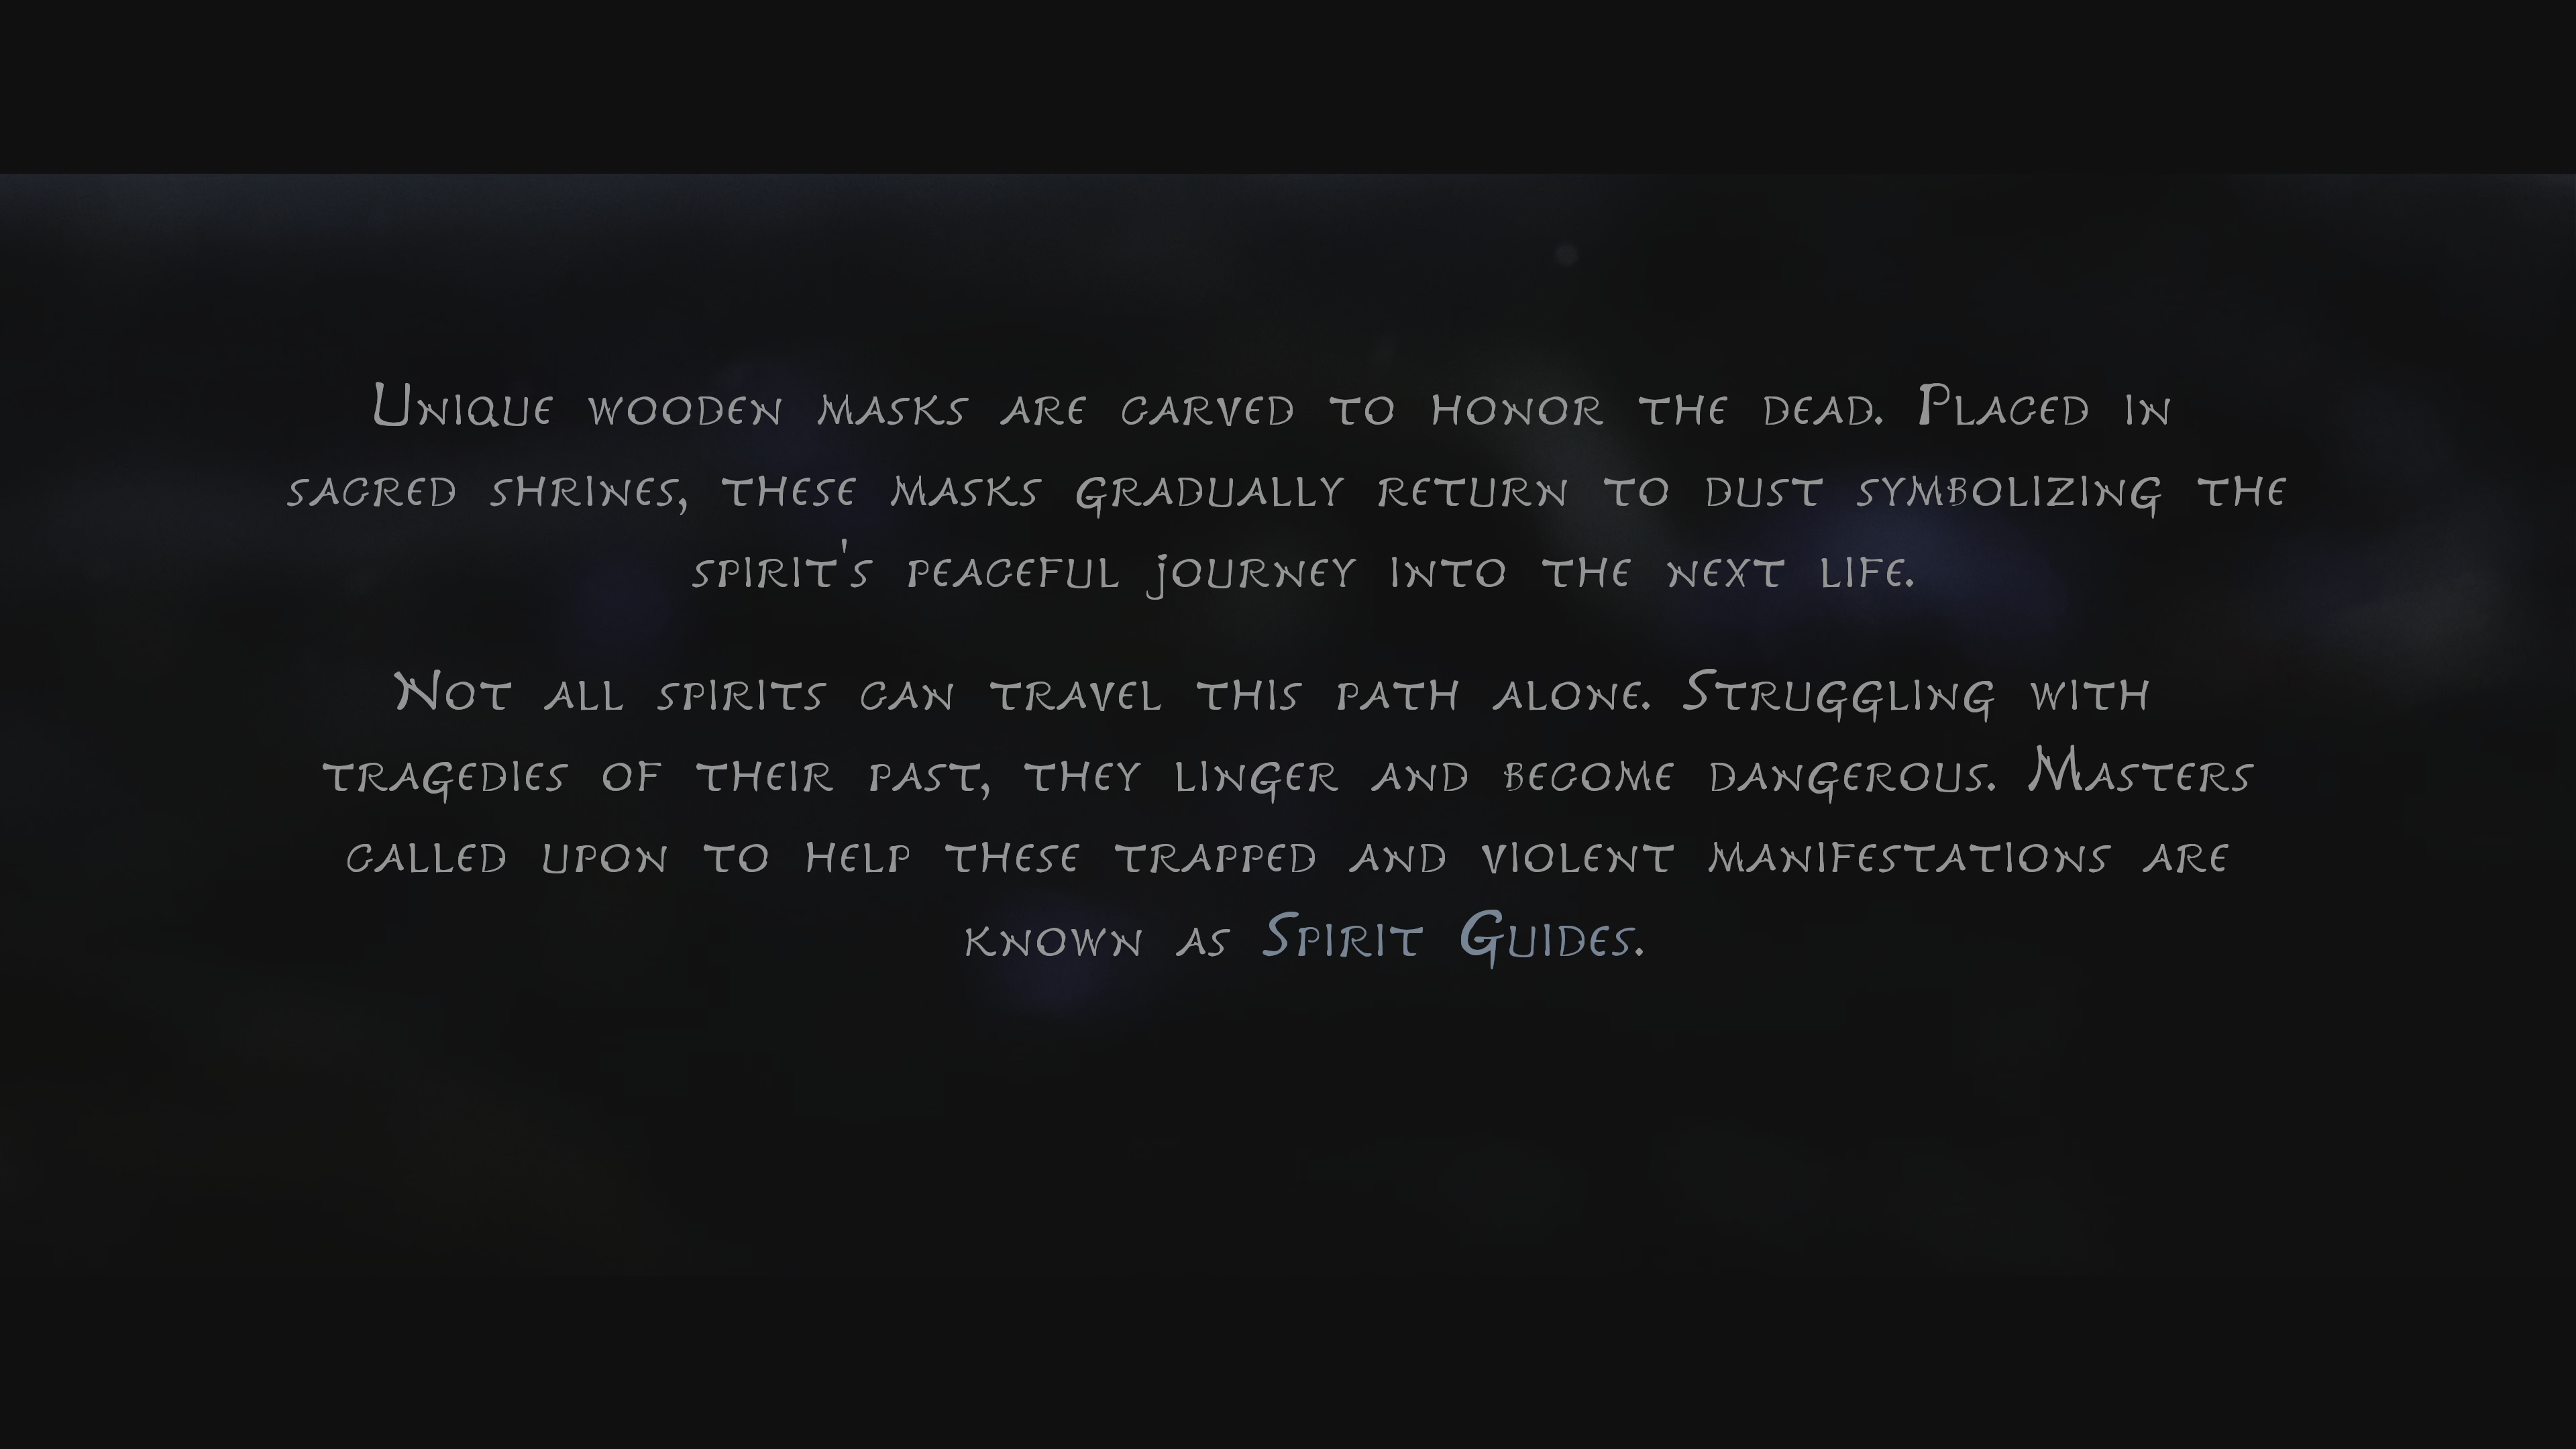 Unique wooden masks are carved to honor the dead. Placed in
sacred shrines, these masks gradually return to dust symbolizing the
spirit's peaceful journey into the next life.
Not all spirits can travel this path alone. Struggling with
tragedies of their past, they linger and become dangerous. Masters
called upon to help these trapped and violent manifestations are
known as Spirit Guides.